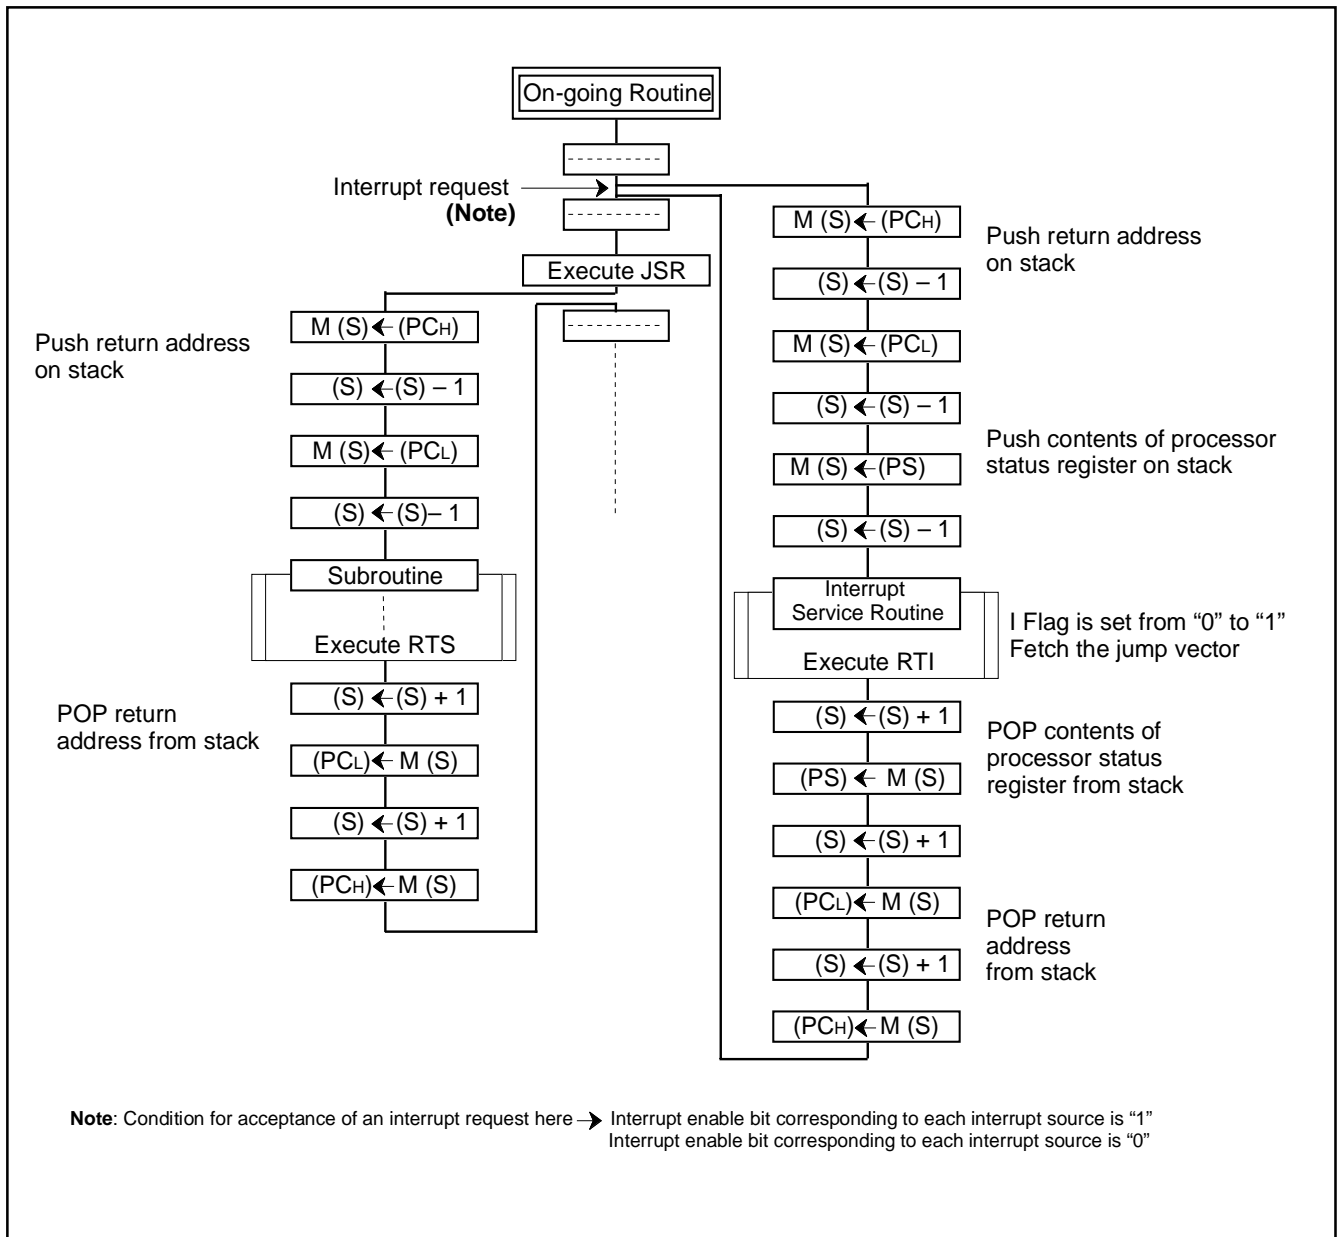 On-going Routine
Interrupt request
(Note)
Execute JSR
Push return address
on stack
M (S) ← (PCH)
(S) ← (S) – 1
M (S) ← (PCL)
(S) ← (S)– 1
Subroutine
Execute RTS
POP return
address from stack
(S) ← (S) + 1
(PCL) ← M (S)
(S) ← (S) + 1
(PCH) ← M (S)
M (S) ← (PCH)
Push return address
on stack
(S) ← (S) – 1
M (S) ← (PCL)
(S) ← (S) – 1
Push contents of processor
status register on stack
M (S) ← (PS)
(S) ← (S) – 1
Interrupt
Service Routine
Execute RTI
I Flag is set from “0” to “1”
Fetch the jump vector
(S) ← (S) + 1
POP contents of
processor status
register from stack
(PS) ← M (S)
(S) ← (S) + 1
(PCL) ← M (S)
POP return
address
from stack
(S) ← (S) + 1
(PCH) ← M (S)
Note: Condition for acceptance of an interrupt request here → Interrupt enable bit corresponding to each interrupt source is “1”
Interrupt enable bit corresponding to each interrupt source is “0”